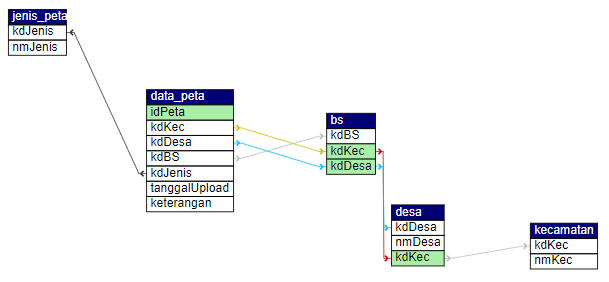 jenis_peta
kdJenis
nmJenis
data_peta
idPeta
kdKec
kdDesa
kdBS
kdJenis
tanggalUpload
keterangan
bs
kdBS
kdKec
kdDesa
desa
kdDesa
nmDesa
kdKec
kecamatan
kdKec
nmKec